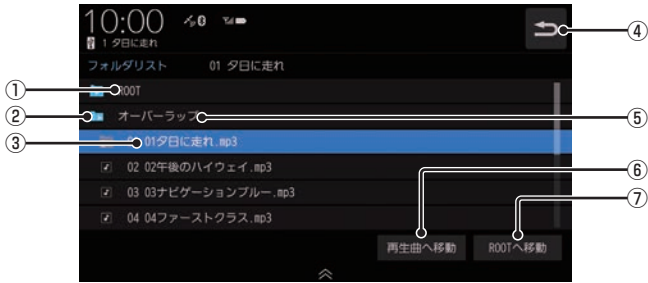 10:00
1 夕日に走れ
④
フォルダリスト 01 夕日に走れ
① ROOT
② オーバーラップ ⑤
③ 01夕日に走れ.mp3
02 02午後のハイウェイ.mp3
⑥
03 03ナビゲーションブルー.mp3
⑦
04 04ファーストクラス.mp3
再生曲へ移動 ROOTへ移動